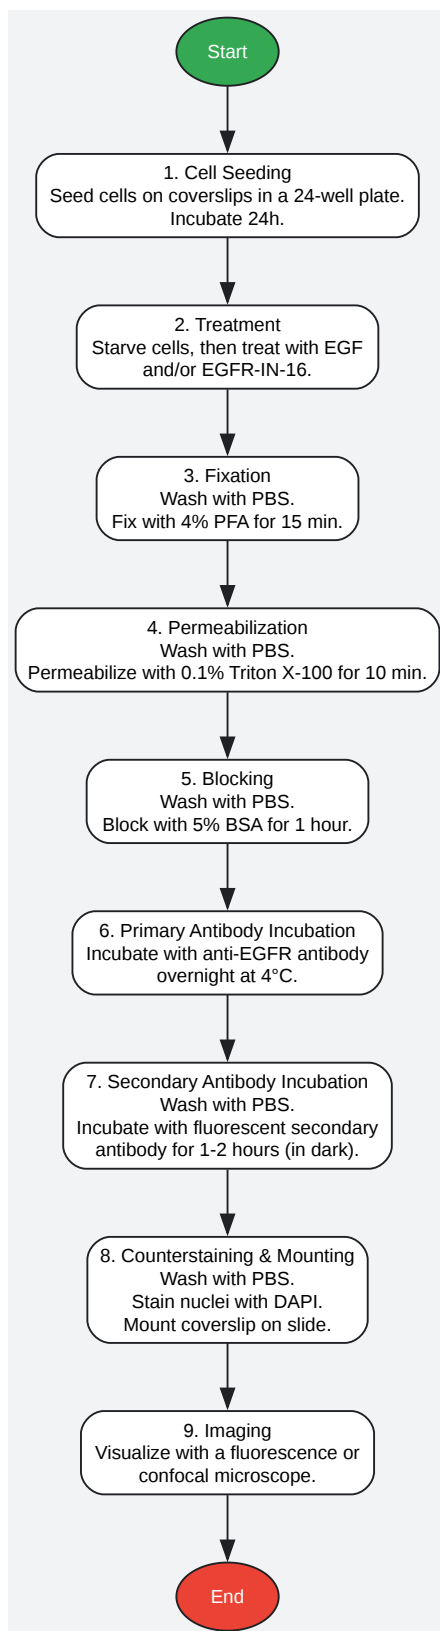 Start
1. Cell Seeding
Seed cells on coverslips in a 24-well plate.
Incubate 24h.
2. Treatment
Starve cells, then treat with EGF
and/or EGFR-IN-16.
3. Fixation
Wash with PBS.
Fix with 4% PFA for 15 min.
4. Permeabilization
Wash with PBS.
Permeabilize with 0.1% Triton X-100 for 10 min.
5. Blocking
Wash with PBS.
Block with 5% BSA for 1 hour.
6. Primary Antibody Incubation
Incubate with anti-EGFR antibody
overnight at 4°C.
7. Secondary Antibody Incubation
Wash with PBS.
Incubate with fluorescent secondary
antibody for 1-2 hours (in dark).
8. Counterstaining & Mounting
Wash with PBS.
Stain nuclei with DAPI.
Mount coverslip on slide.
9. Imaging
Visualize with a fluorescence or
confocal microscope.
End